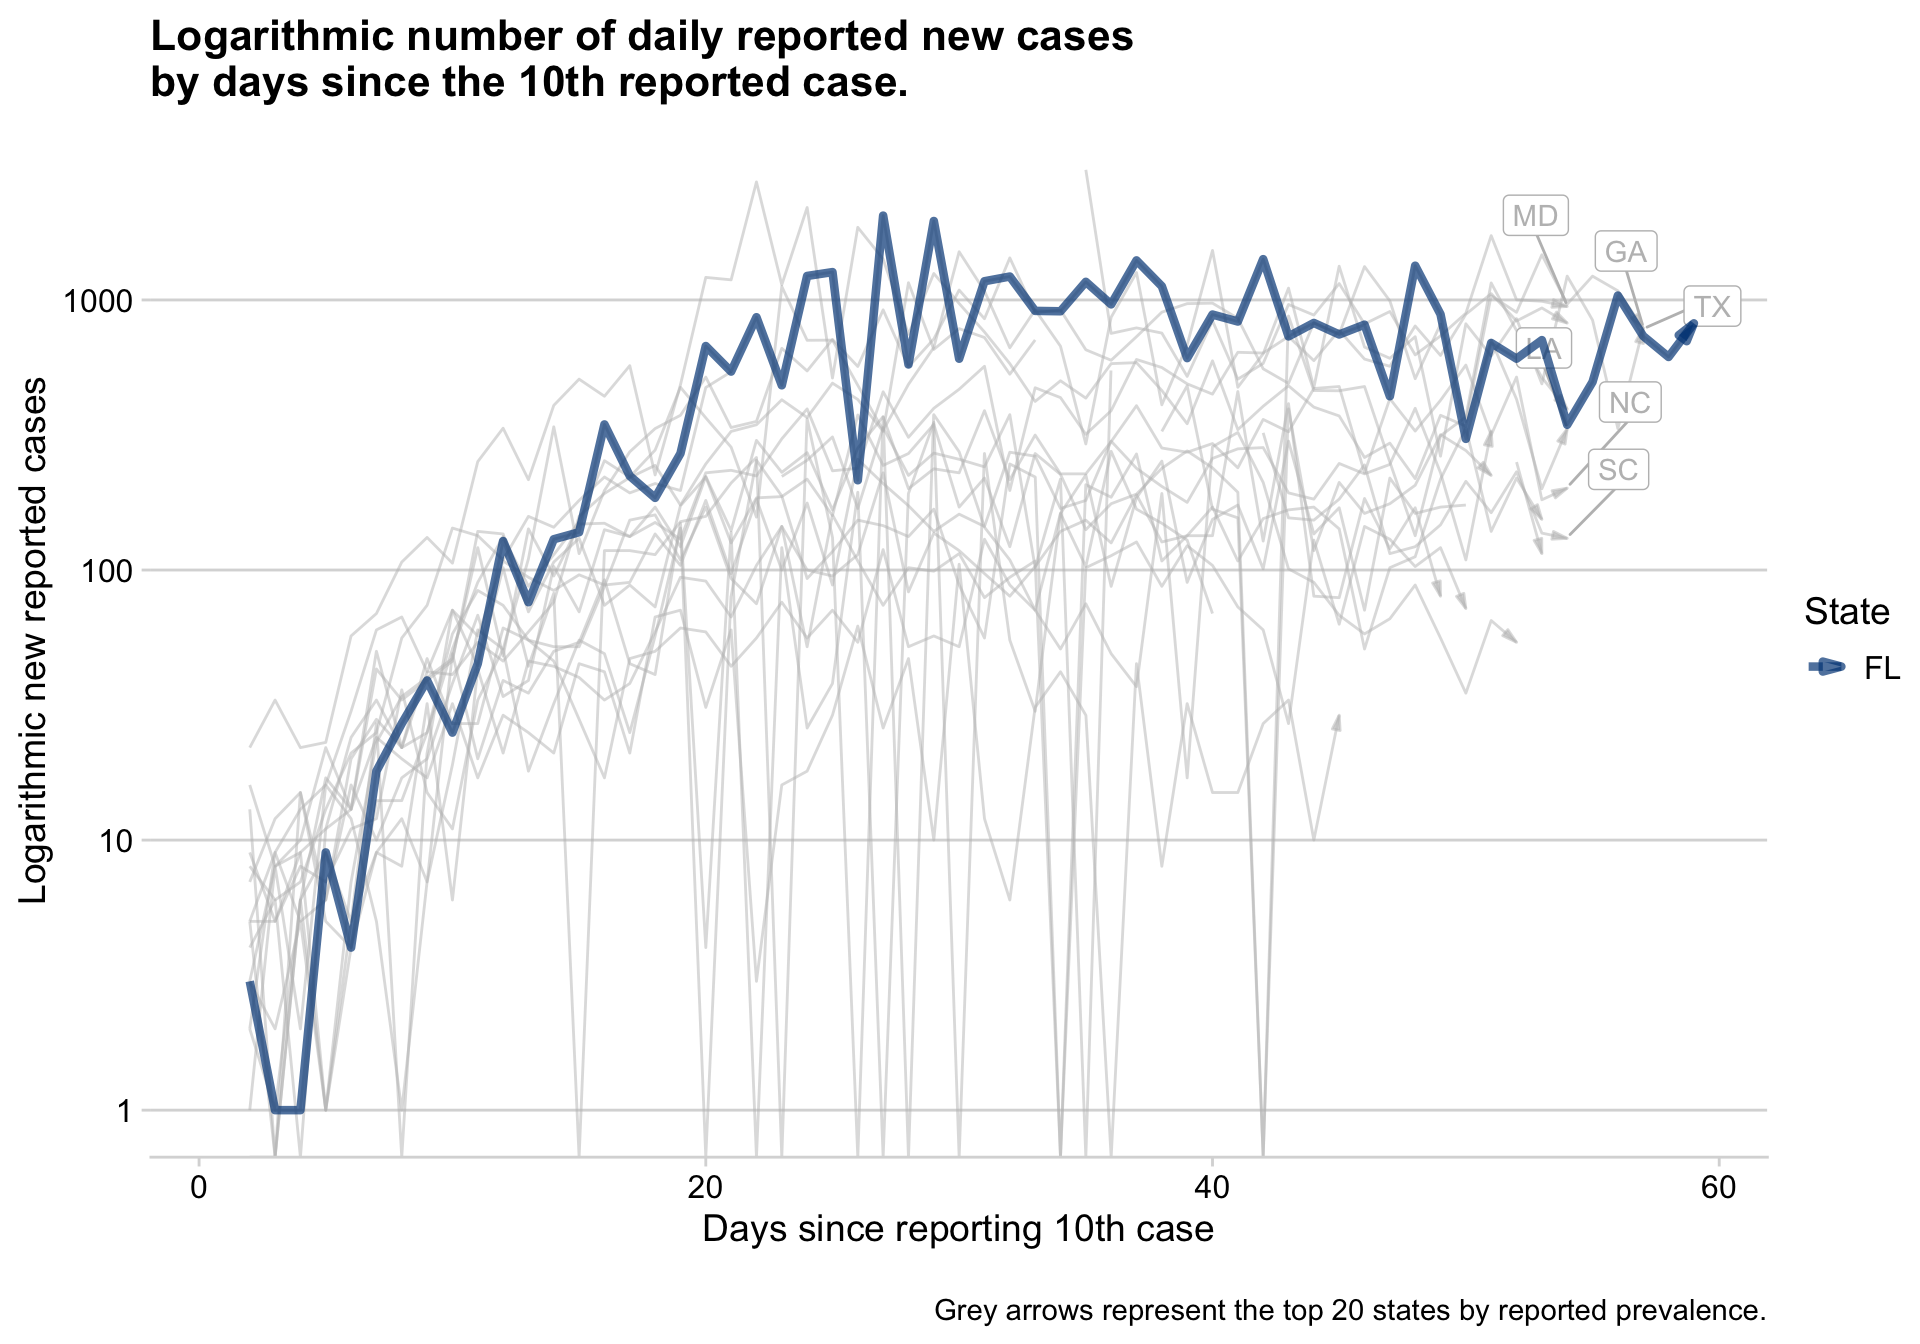 Logarithmic number of daily reported new cases
by days since the 10th reported case.
Logarithmic new reported cases
1000
100
10
1
MD
GA
TX
LA
NC
SC
State
FL
0
20
40
60
Days since reporting 10th case
Grey arrows represent the top 20 states by reported prevalence.